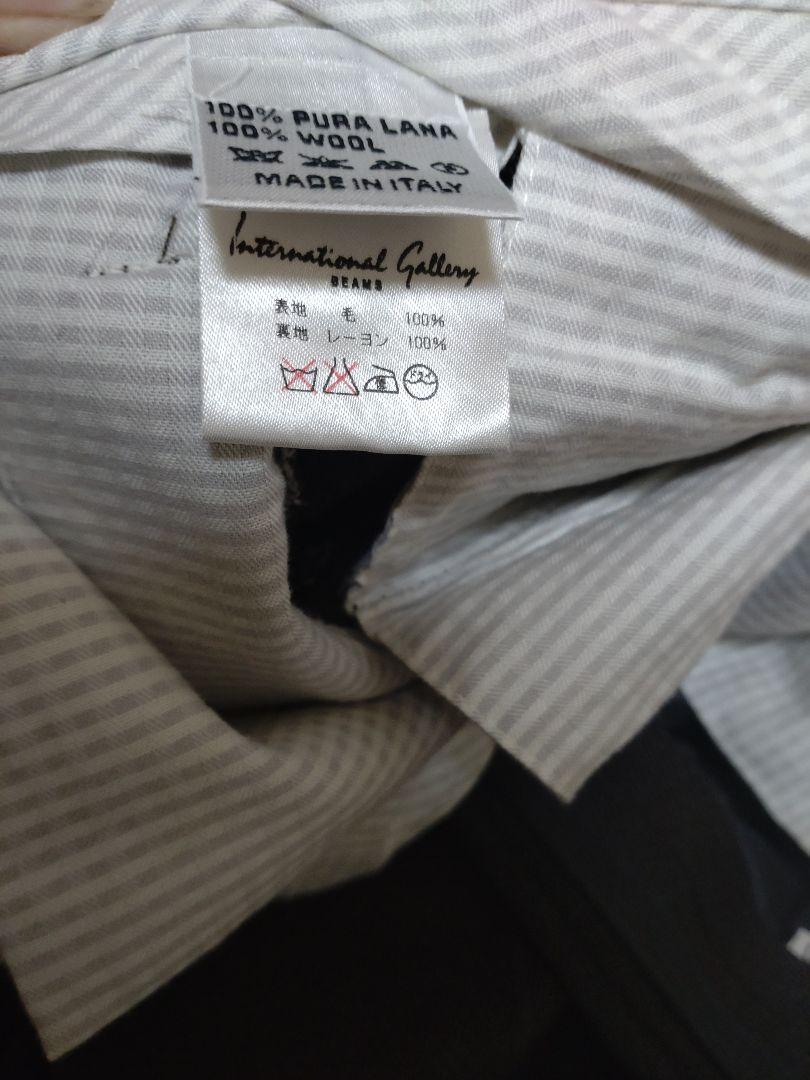 100% PURA LANA
100% WOOL
MADE IN ITALY
International Gallery
BEAMS
表地 毛 100%
裏地 レーヨン 100%